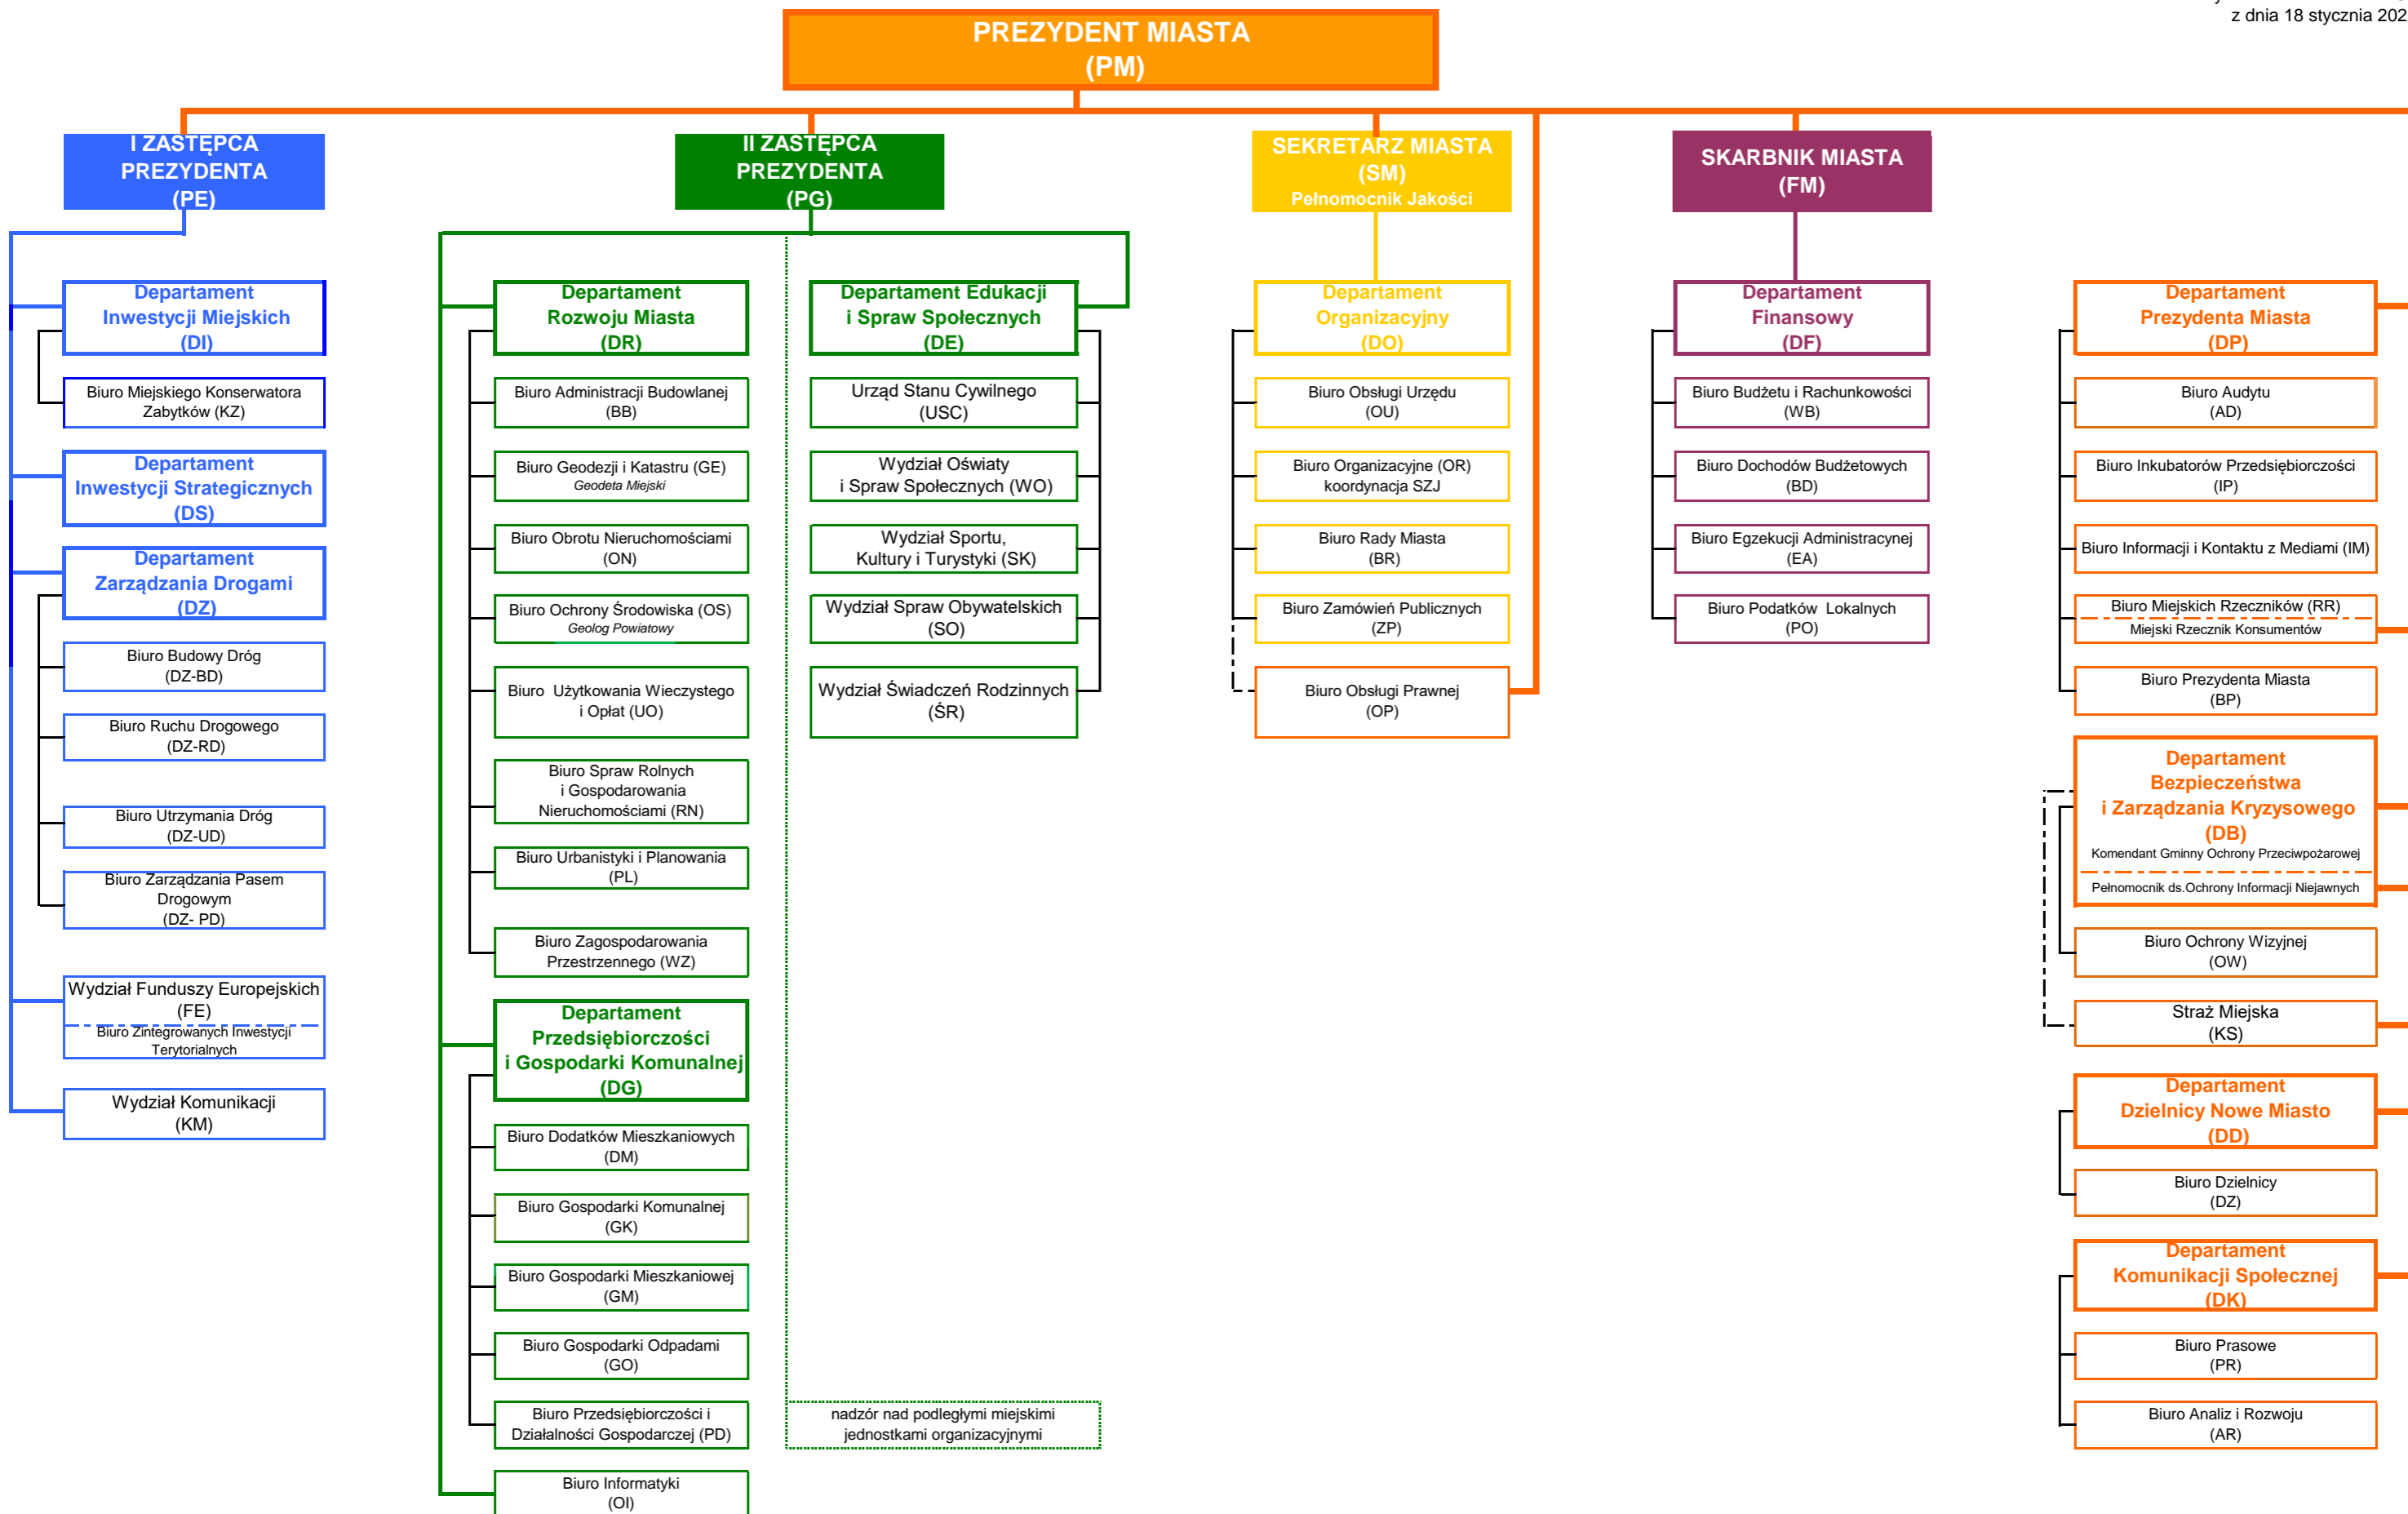 z dnia 18 stycznia 202
PREZYDENT MIASTA
(PM)
I ZASTĘPCA
PREZYDENTA
(PE)
II ZASTĘPCA
PREZYDENTA
(PG)
SEKRETARZ MIASTA
(SM)
Pełnomocnik Jakości
SKARBNIK MIASTA
(FM)
Departament
Inwestycji Miejskich
(DI)
Biuro Miejskiego Konserwatora
Zabytków (KZ)
Departament
Inwestycji Strategicznych
(DS)
Departament
Zarządzania Drogami
(DZ)
Biuro Budowy Dróg
(DZ-BD)
Biuro Ruchu Drogowego
(DZ-RD)
Biuro Utrzymania Dróg
(DZ-UD)
Biuro Zarządzania Pasem
Drogowym
(DZ- PD)
Wydział Funduszy Europejskich
(FE)
Biuro Zintegrowanych Inwestycji
Terytorialnych
Wydział Komunikacji
(KM)
Departament
Rozwoju Miasta
(DR)
Biuro Administracji Budowlanej
(BB)
Biuro Geodezji i Katastru (GE)
Geodeta Miejski
Biuro Obrotu Nieruchomościami
(ON)
Biuro Ochrony Środowiska (OS)
Geolog Powiatowy
Biuro  Użytkowania Wieczystego
i Opłat (UO)
Biuro Spraw Rolnych
i Gospodarowania
Nieruchomościami (RN)
Biuro Urbanistyki i Planowania
(PL)
Biuro Zagospodarowania
Przestrzennego (WZ)
Departament
Przedsiębiorczości
i Gospodarki Komunalnej
(DG)
Biuro Dodatków Mieszkaniowych
(DM)
Biuro Gospodarki Komunalnej
(GK)
Biuro Gospodarki Mieszkaniowej
(GM)
Biuro Gospodarki Odpadami
(GO)
Biuro Przedsiębiorczości i
Działalności Gospodarczej (PD)
Biuro Informatyki
(OI)
Departament Edukacji
i Spraw Społecznych
(DE)
Urząd Stanu Cywilnego
(USC)
Wydział Oświaty
i Spraw Społecznych (WO)
Wydział Sportu,
Kultury i Turystyki (SK)
Wydział Spraw Obywatelskich
(SO)
Wydział Świadczeń Rodzinnych
(ŚR)
nadzór nad podległymi miejskimi
jednostkami organizacyjnymi
Departament
Organizacyjny
(DO)
Biuro Obsługi Urzędu
(OU)
Biuro Organizacyjne (OR)
koordynacja SZJ
Biuro Rady Miasta
(BR)
Biuro Zamówień Publicznych
(ZP)
Biuro Obsługi Prawnej
(OP)
Departament
Finansowy
(DF)
Biuro Budżetu i Rachunkowości
(WB)
Biuro Dochodów Budżetowych
(BD)
Biuro Egzekucji Administracynej
(EA)
Biuro Podatków  Lokalnych
(PO)
Departament
Prezydenta Miasta
(DP)
Biuro Audytu
(AD)
Biuro Inkubatorów Przedsiębiorczości
(IP)
Biuro Informacji i Kontaktu z Mediami (IM)
Biuro Miejskich Rzeczników (RR)
Miejski Rzecznik Konsumentów
Biuro Prezydenta Miasta
(BP)
Departament
Bezpieczeństwa
i Zarządzania Kryzysowego
(DB)
Komendant Gminny Ochrony Przeciwpożarowej
Pełnomocnik ds.Ochrony Informacji Niejawnych
Biuro Ochrony Wizyjnej
(OW)
Straż Miejska
(KS)
Departament
Dzielnicy Nowe Miasto
(DD)
Biuro Dzielnicy
(DZ)
Departament
Komunikacji Społecznej
(DK)
Biuro Prasowe
(PR)
Biuro Analiz i Rozwoju
(AR)